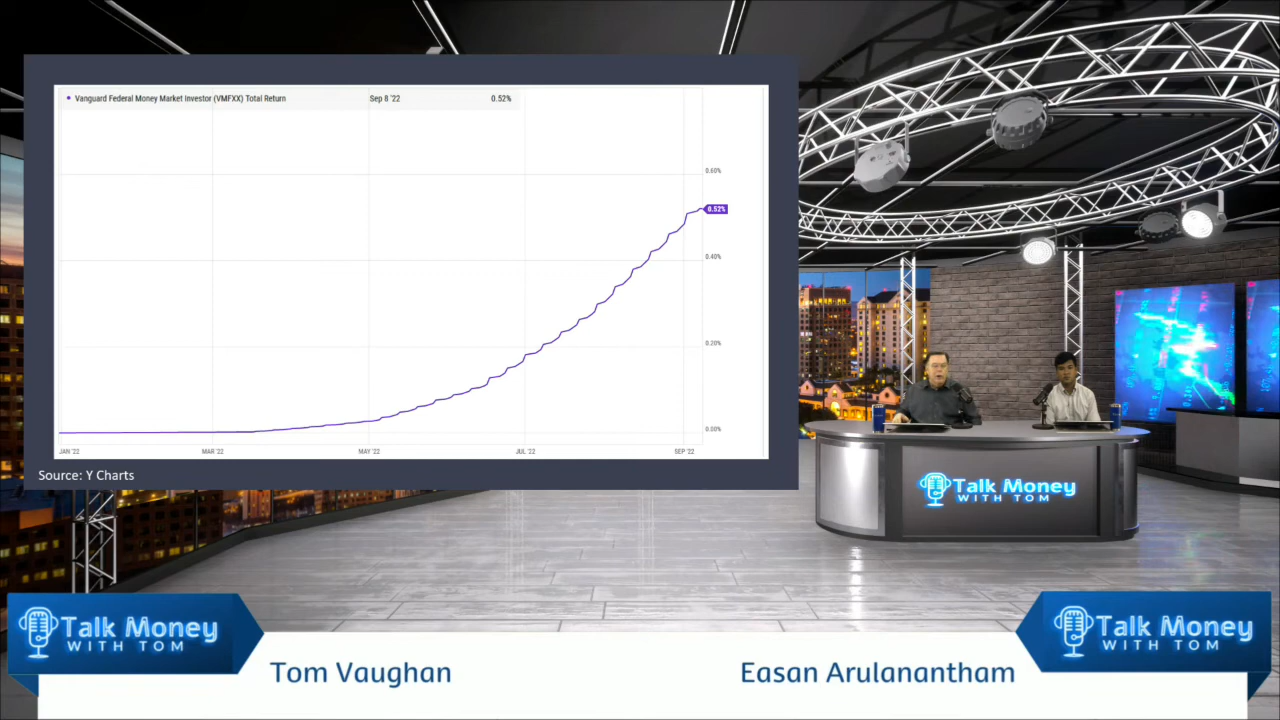 Vanguard Federal Money Market Investor (VMFXX) Total Return Sep 8 '22 0.52%
0.60%
0.52%
0.40%
0.20%
0.00%
JAN '22 MAR '22 MAY '22 JUL '22 SEP '22
Source: Y Charts
Talk Money
WITH TOM
Talk Money
WITH TOM
Tom Vaughan
Easan Arulanantham
Talk Money
WITH TOM